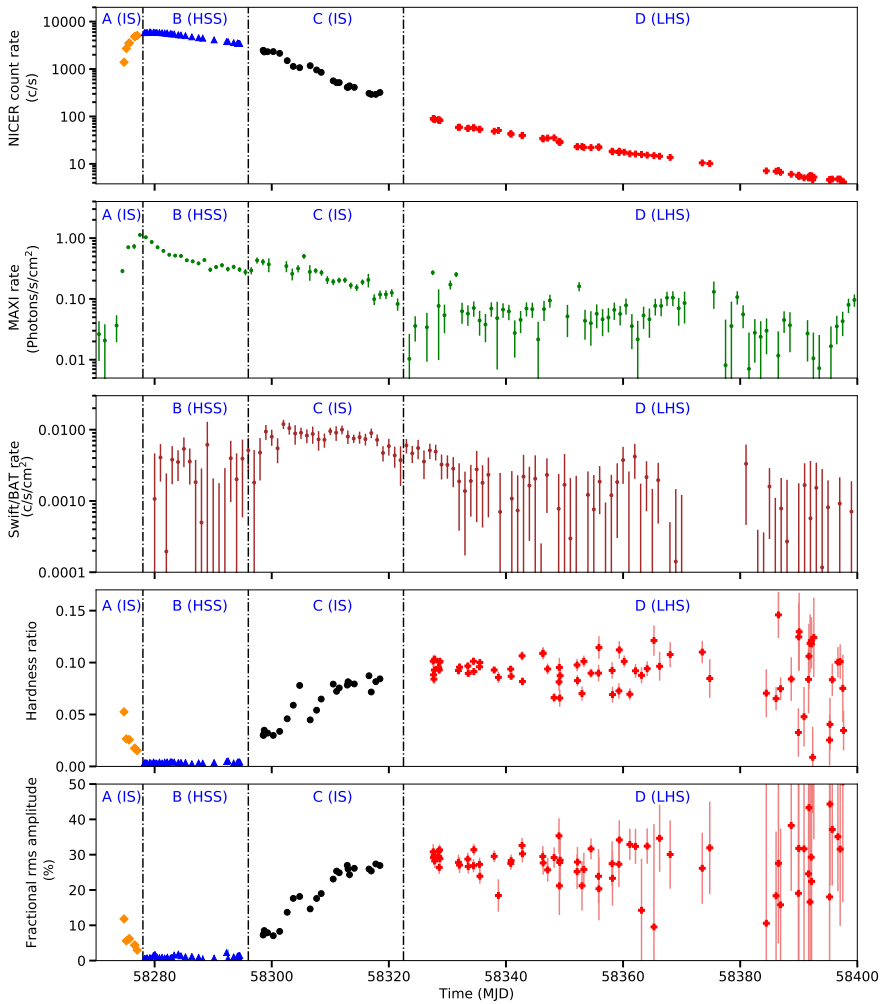 A (IS) B (HSS) C (IS) D (LHS)
10000
1000
100
10
NICER count rate
(c/s)
A (IS) B (HSS) C (IS) D (LHS)
1.00
0.10
0.01
MAXI rate
(Photons/s/cm²)
B (HSS) C (IS) D (LHS)
0.0100
0.0010
0.0001
Swift/BAT rate
(c/s/cm²)
A (IS) B (HSS) C (IS) D (LHS)
0.15
0.10
0.05
0.00
Hardness ratio
A (IS) B (HSS) C (IS) D (LHS)
50
40
30
20
10
0
Fractional rms amplitude
(%)
58280 58300 58320 58340 58360 58380 58400
Time (MJD)